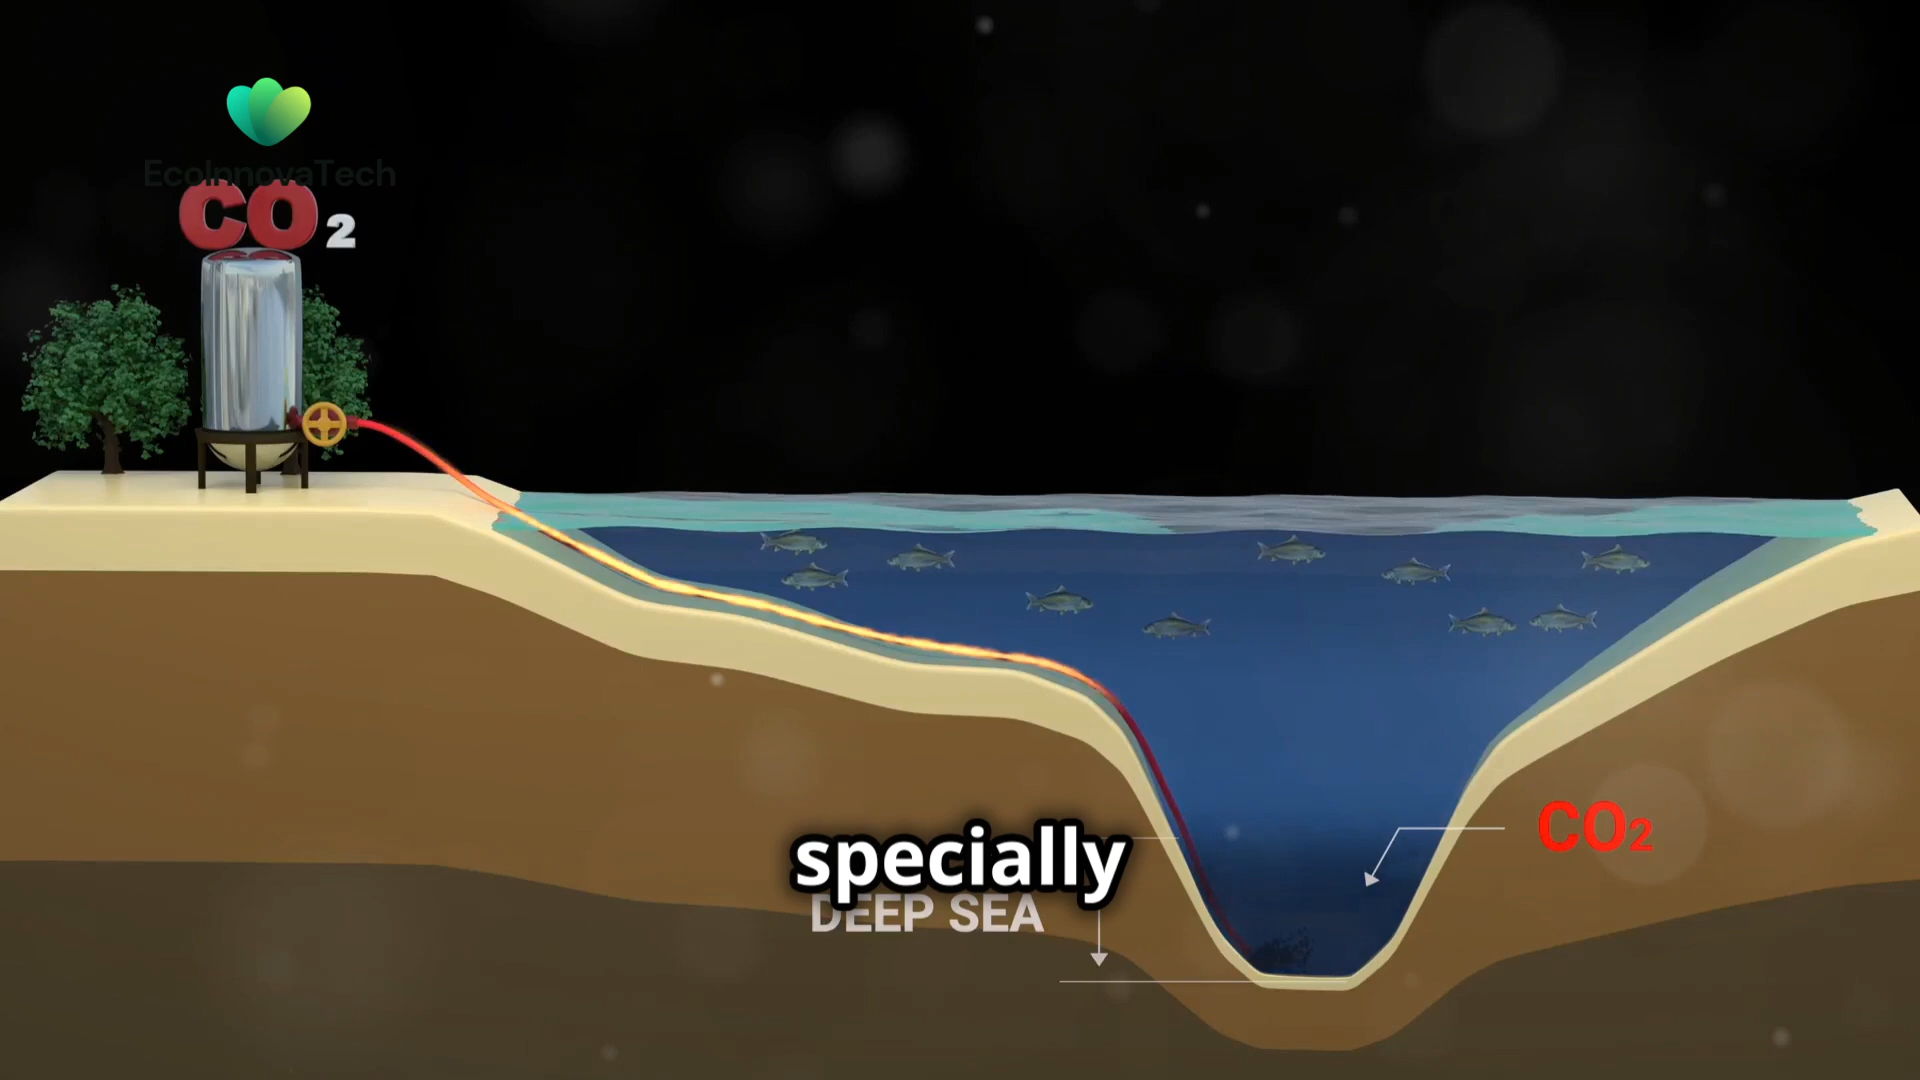 EcoInnovaTech
CO2
CO2
specially
DEEP SEA